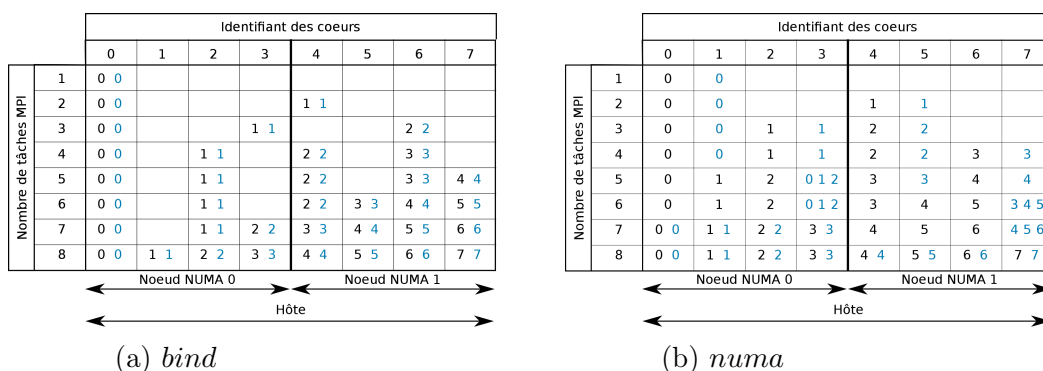 Identifiant des coeurs
0 1 2 3 4 5 6 7
Nombre de tâches MPI
1 0 0
2 0 0 1 1
3 0 0 1 1 2 2
4 0 0 1 1 2 2 3 3
5 0 0 1 1 2 2 3 3 4 4
6 0 0 1 1 2 2 3 3 4 4 5 5
7 0 0 1 1 2 2 3 3 4 4 5 5 6 6
8 0 0 1 1 2 2 3 3 4 4 5 5 6 6 7 7
Noeud NUMA 0 Noeud NUMA 1
Hôte
(a) bind
Identifiant des coeurs
0 1 2 3 4 5 6 7
Nombre de tâches MPI
1 0 0
2 0 0 1 1
3 0 0 1 1 2 2
4 0 0 1 1 2 2 3 3
5 0 1 2 0 1 2 3 3 4 4
6 0 1 2 0 1 2 3 4 5 3 4 5
7 0 0 1 1 2 2 3 3 4 5 6 4 5 6
8 0 0 1 1 2 2 3 3 4 4 5 5 6 6 7 7
Noeud NUMA 0 Noeud NUMA 1
Hôte
(b) numa